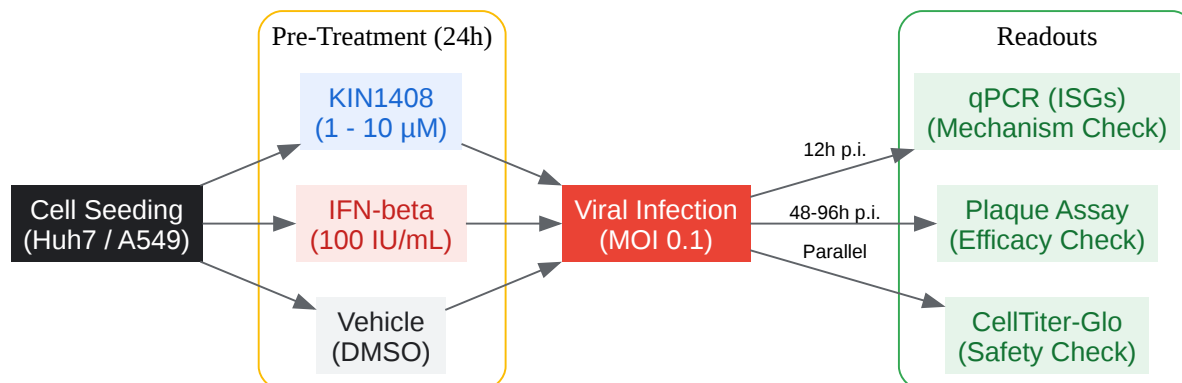 Pre-Treatment (24h)
Readouts
KIN1408
(1 - 10 µM)
qPCR (ISGs)
(Mechanism Check)
12h p.i.
Cell Seeding
(Huh7 / A549)
IFN-beta
(100 IU/mL)
Viral Infection
(MOI 0.1)
48-96h p.i.
Plaque Assay
(Efficacy Check)
Parallel
Vehicle
(DMSO)
CellTiter-Glo
(Safety Check)